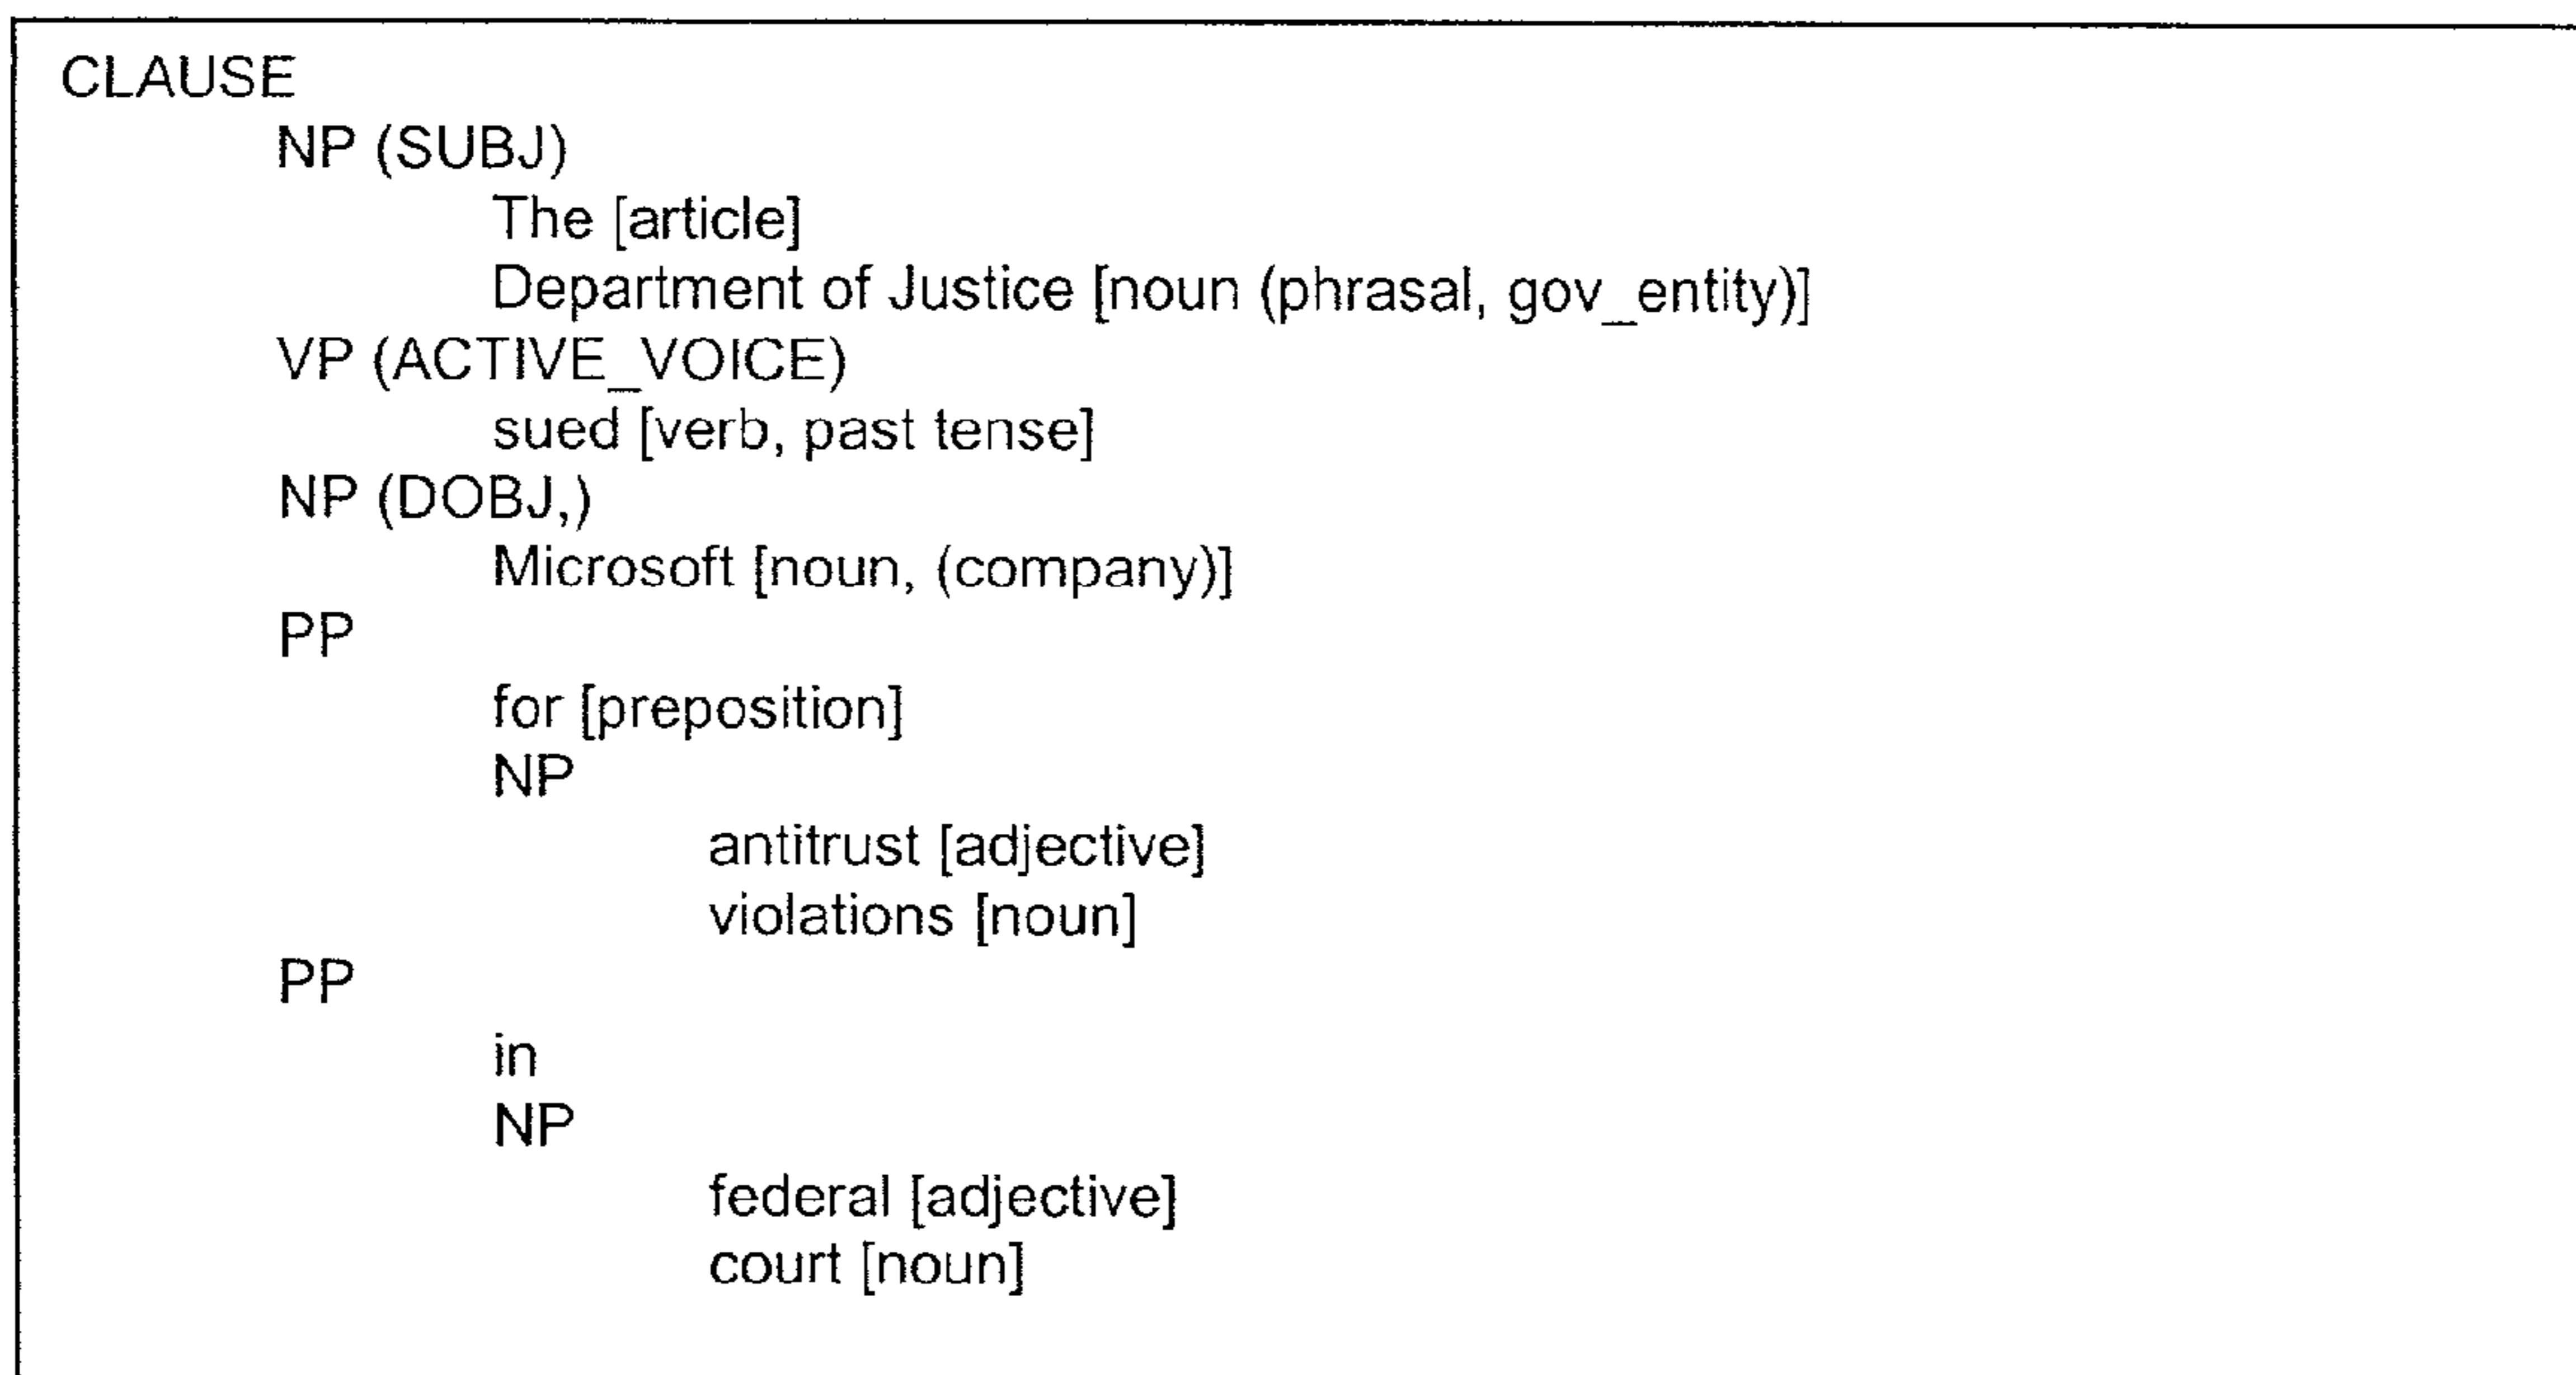 CLAUSE
NP (SUBJ)
The [article]
Department of Justice [noun (phrasal, gov_entity)]
VP (ACTIVE_VOICE)
sued [verb, past tense]
NP (DOBJ,)
Microsoft [noun, (company)]
PP
for [preposition]
NP
antitrust [adjective]
violations [noun]
PP
in
NP
federal [adjective]
court [noun]